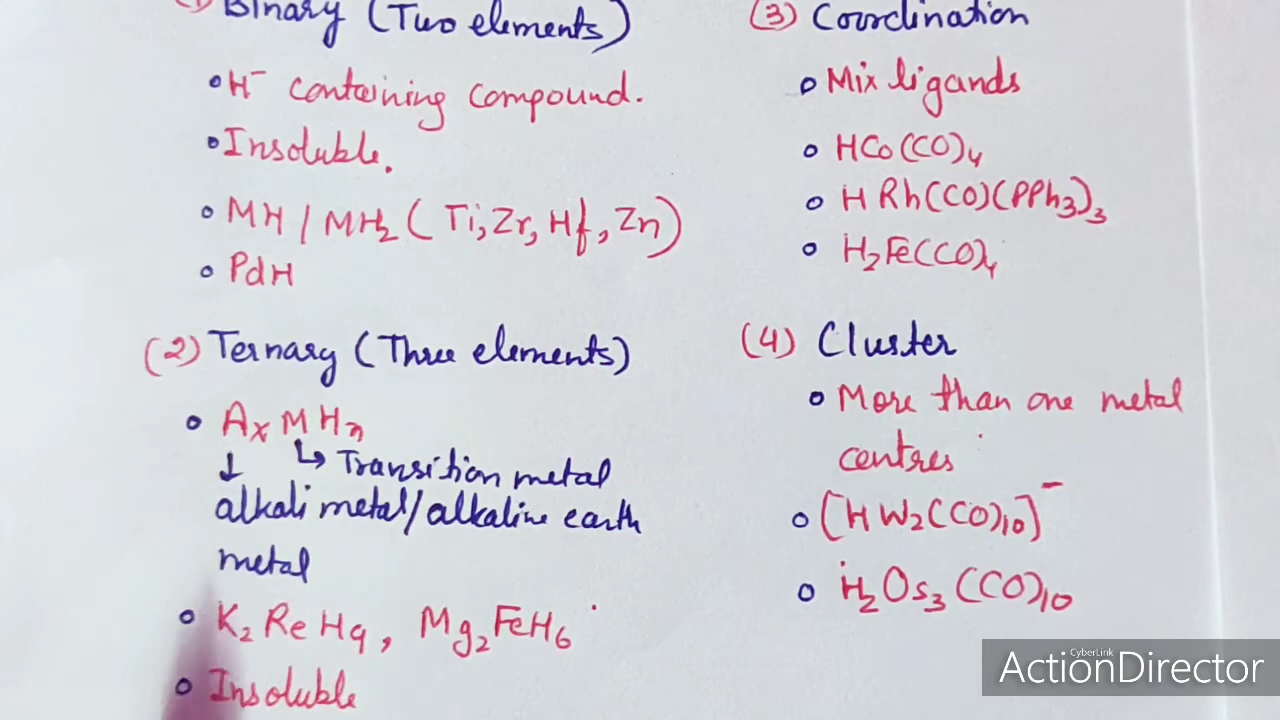 (1) Binary (Two elements)
• H⁻ containing compound.
• Insoluble.
• MH / MH₂ ( Ti, Zr, Hf, Zn)
• PdH
(2) Ternary (Three elements)
• AₓMHₙ
↓ ↳ Transition metal
alkali metal/alkaline earth
metal
• K₂ReH₉, Mg₂FeH₆
• Insoluble
(3) Coordination
• Mix ligands
• HCo(CO)₄
• HRh(CO)(PPh₃)₃
• H₂Fe(CO)₄
(4) Cluster
• More than one metal
centres
• [HW₂(CO)₁₀]⁻
• H₂Os₃(CO)₁₀
CyberLink
ActionDirector